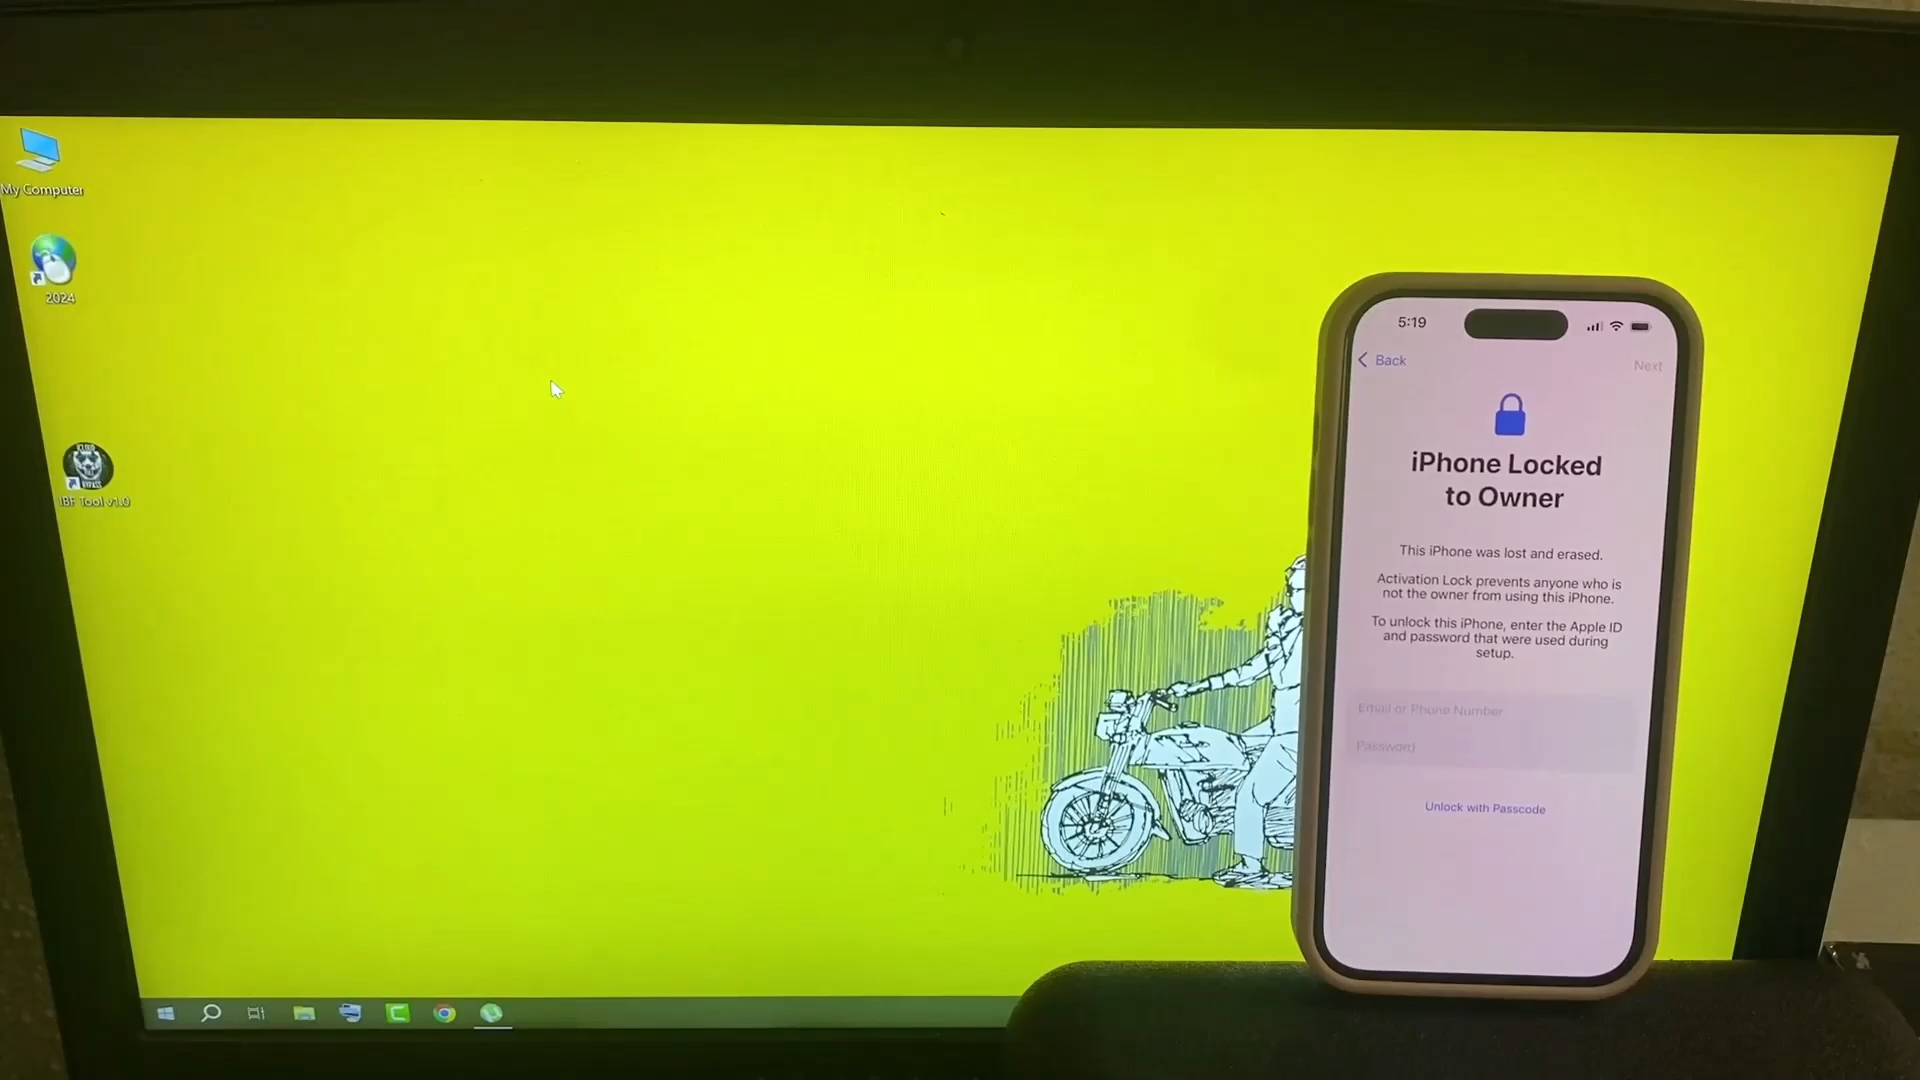 My Computer
2024
ICLOUD
BYPASS
IBF Tool v1.0
5:19
Back
Next
iPhone Locked
to Owner
This iPhone was lost and erased.
Activation Lock prevents anyone who is
not the owner from using this iPhone.
To unlock this iPhone, enter the Apple ID
and password that were used during
setup.
Email or Phone Number
Password
Unlock with Passcode